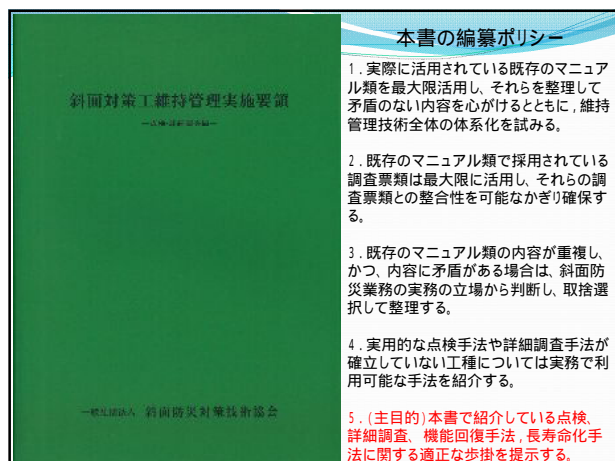 斜面対策工維持管理実施要領
本書の編纂ポリシー
1．実際に活用されている既存のマニュア
ル類を最大限活用し、それらを整理して
矛盾のない内容を心がけるとともに，維持
管理技術全体の体系化を試みる。
2．既存のマニュアル類で採用されている
調査票類は最大限に活用し、それらの調
査票類との整合性を可能なかぎり確保す
る。
3．既存のマニュアル類の内容が重複し、
かつ、内容に矛盾がある場合は、斜面防
災業務の実務の立場から判断し、取捨選
択して整理する。
4．実用的な点検手法や詳細調査手法が
確立していない工種については実務で利
用可能な手法を紹介する。
5．(主目的)本書で紹介している点検、
詳細調査、機能回復手法，長寿命化手
法に関する適正な歩掛を提示する。
一般社団法人 斜面防災対策技術協会